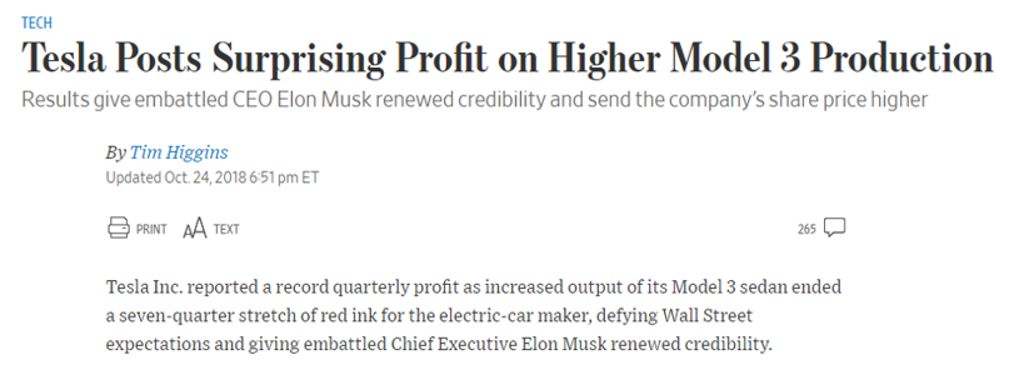 TECH
Tesla Posts Surprising Profit on Higher Model 3 Production
Results give embattled CEO Elon Musk renewed credibility and send the company's share price higher
By Tim Higgins
Updated Oct. 24, 2018 6:51 pm ET
PRINT AA TEXT 265
Tesla Inc. reported a record quarterly profit as increased output of its Model 3 sedan ended
a seven-quarter stretch of red ink for the electric-car maker, defying Wall Street
expectations and giving embattled Chief Executive Elon Musk renewed credibility.